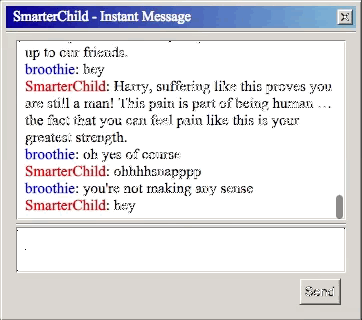 SmarterChild - Instant Message
up to our friends.
broothie: hey
SmarterChild: Harry, suffering like this proves you
are still a man! This pain is part of being human ...
the fact that you can feel pain like this is your
greatest strength.
broothie: oh yes of course
SmarterChild: ohhhhsnapppp
broothie: you're not making any sense
SmarterChild: hey
.
Send